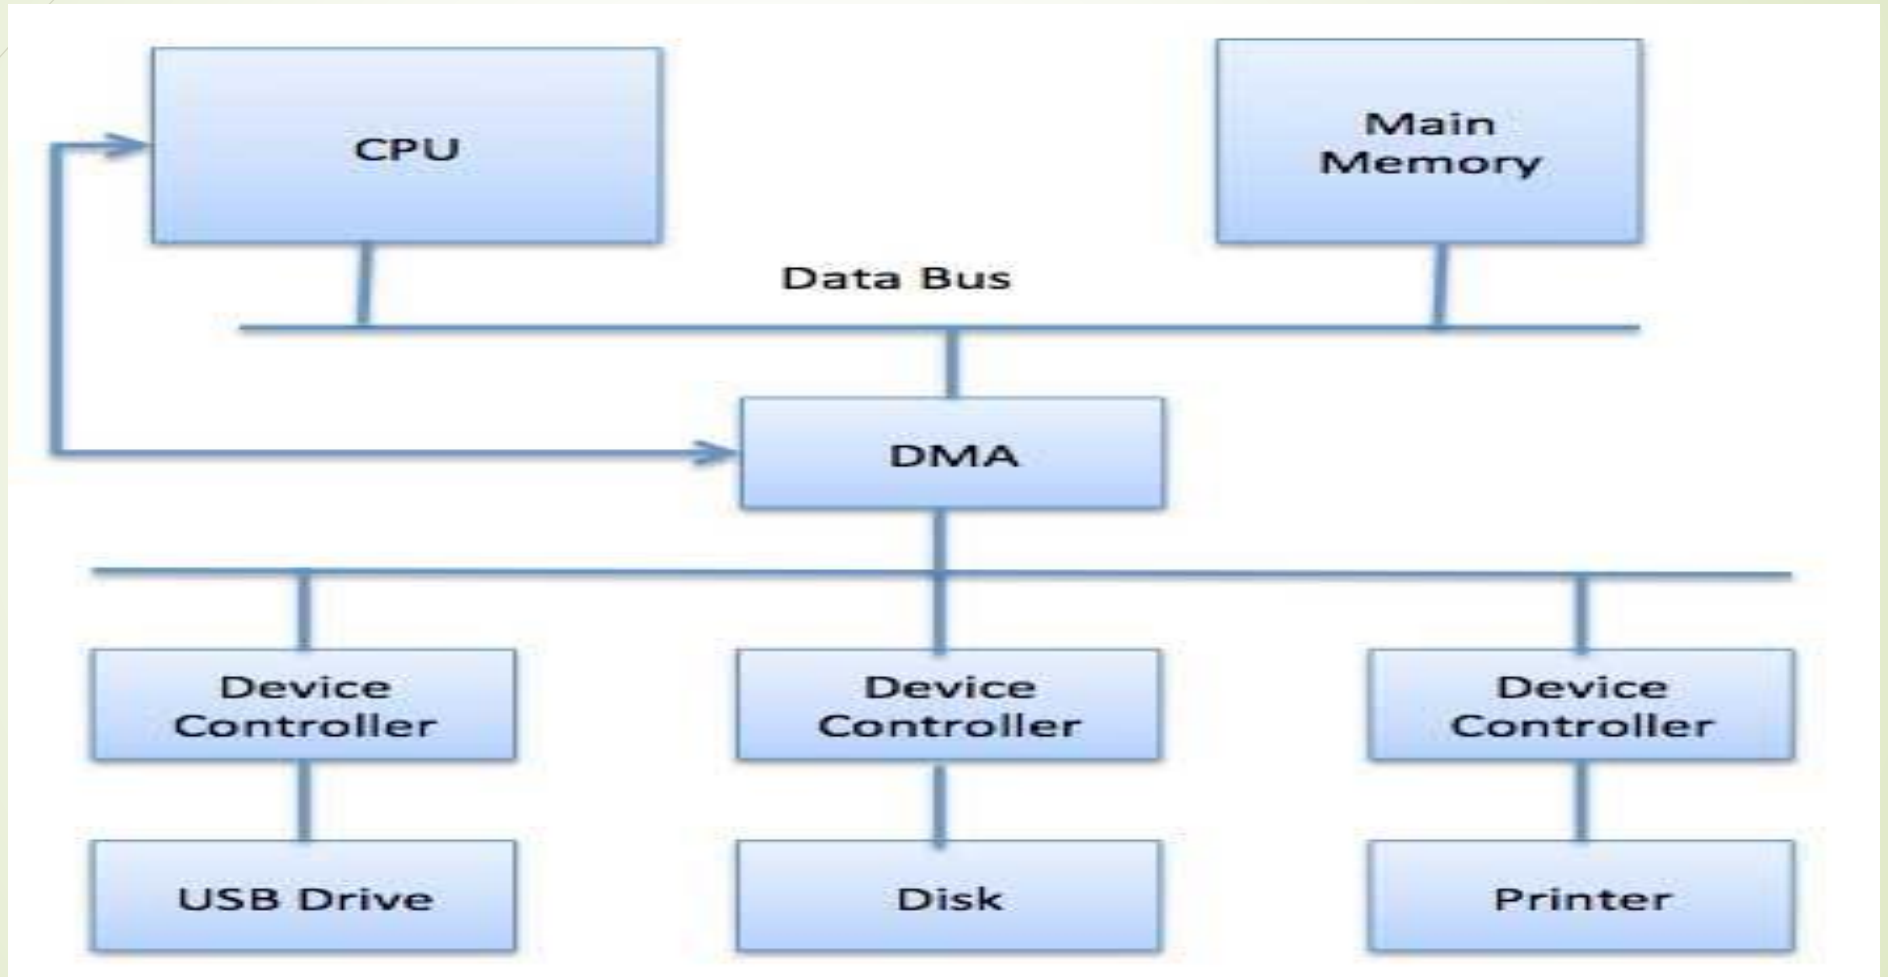 CPU
Main
Memory
Data Bus
DMA
Device
Controller
Device
Controller
Device
Controller
USB Drive
Disk
Printer